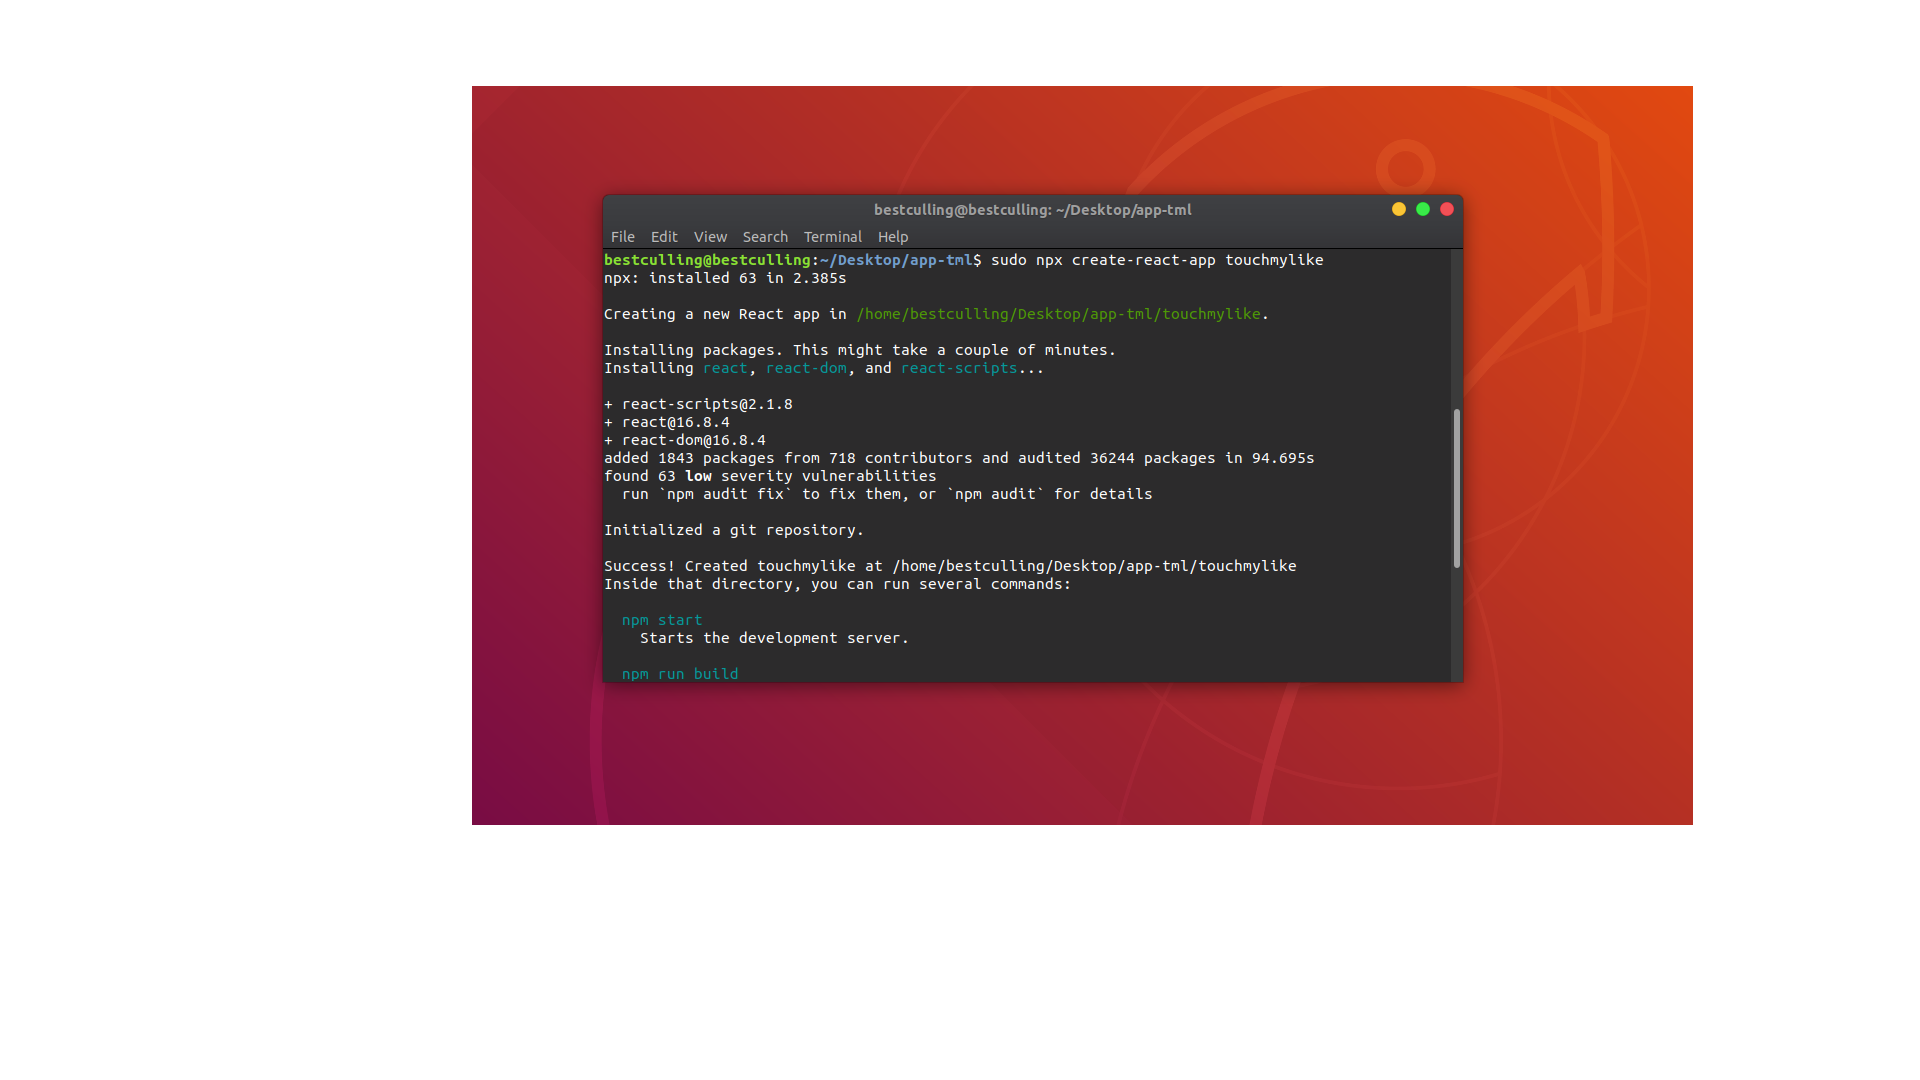 bestculling@bestculling: ~/Desktop/app-tml
File Edit View Search Terminal Help
bestculling@bestculling:~/Desktop/app-tml$ sudo npx create-react-app touchmylike
npx: installed 63 in 2.385s
Creating a new React app in /home/bestculling/Desktop/app-tml/touchmylike.
Installing packages. This might take a couple of minutes.
Installing react, react-dom, and react-scripts...
+ react-scripts@2.1.8
+ react@16.8.4
+ react-dom@16.8.4
added 1843 packages from 718 contributors and audited 36244 packages in 94.695s
found 63 low severity vulnerabilities
  run `npm audit fix` to fix them, or `npm audit` for details
Initialized a git repository.
Success! Created touchmylike at /home/bestculling/Desktop/app-tml/touchmylike
Inside that directory, you can run several commands:
  npm start
    Starts the development server.
  npm run build